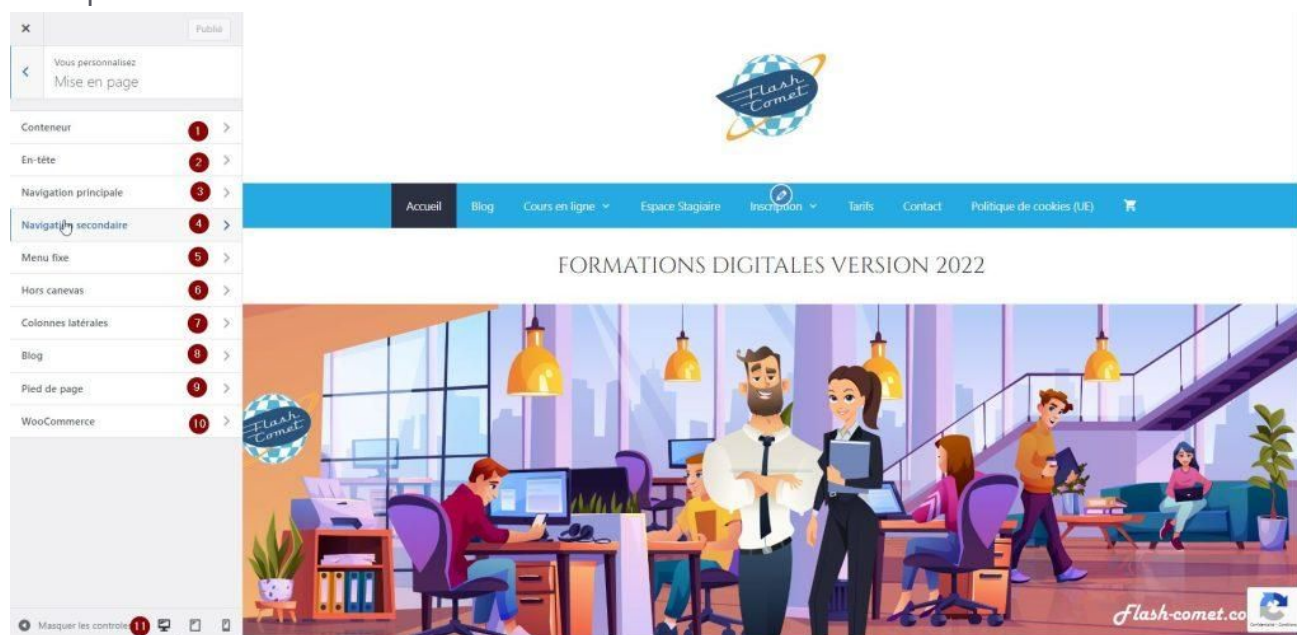 Publié
Vous personnalisez
Mise en page
Conteneur 1
En-tête 2
Navigation principale 3
Navigation secondaire 4
Menu fixe 5
Hors canevas 6
Colonnes latérales 7
Blog 8
Pied de page 9
WooCommerce 10
Masquer les controles 11
Flash
Comet
Accueil Blog Cours en ligne Espace Stagiaire Inscription Tarifs Contact Politique de cookies (UE)
FORMATIONS DIGITALES VERSION 2022
Flash
Comet
Flash-comet.co